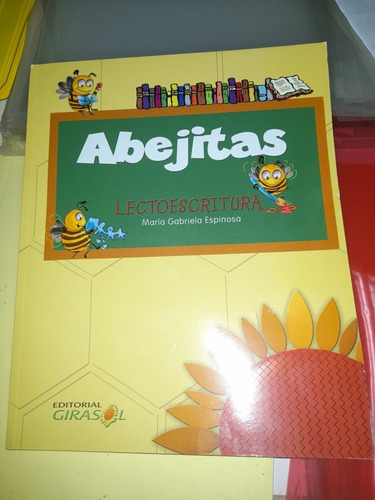 Abejitas
LECTOESCRITURA
María Gabriela Espinosa
EDITORIAL
GIRASOL